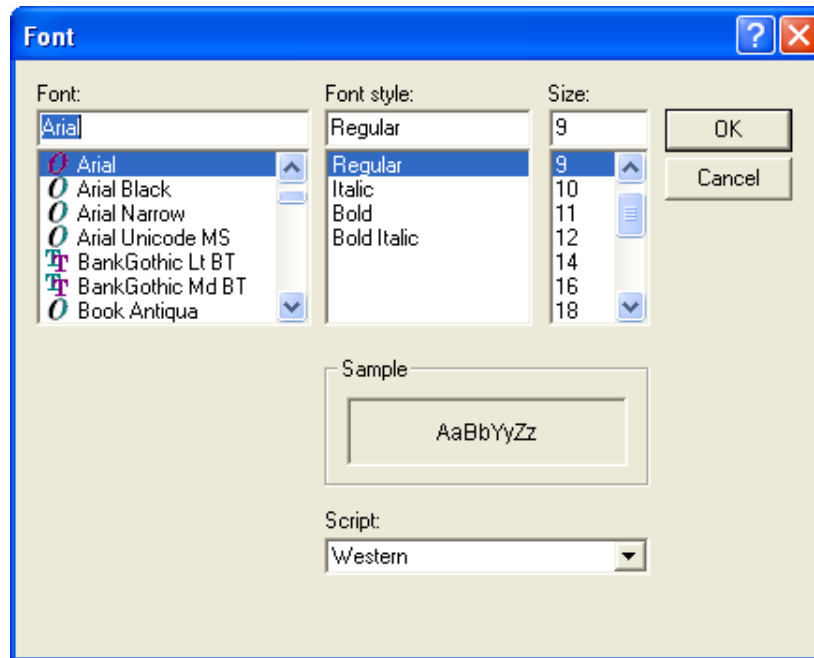 Font
Font:
Font style:
Size:
Arial
Regular
9
OK
Cancel
Arial
Arial Black
Arial Narrow
Arial Unicode MS
BankGothic Lt BT
BankGothic Md BT
Book Antiqua
Regular
Italic
Bold
Bold Italic
9
10
11
12
14
16
18
Sample
AaBbYyZz
Script:
Western